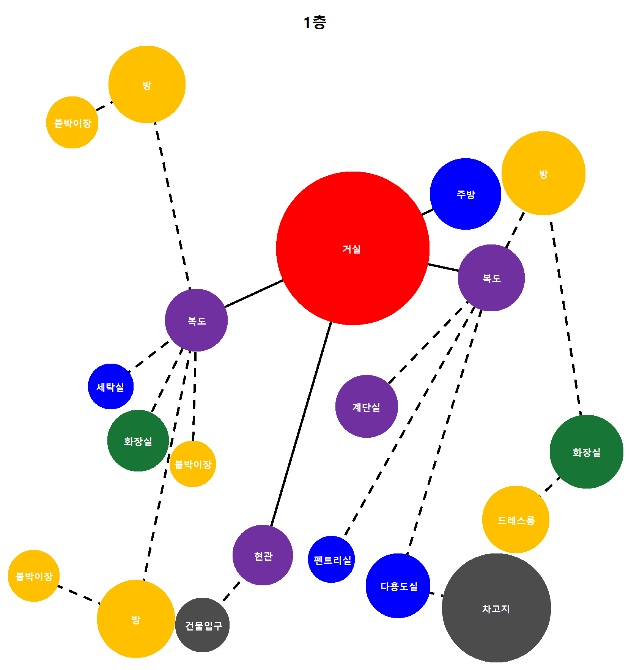 1층
방
붙박이장
방
주방
거실
복도
복도
세탁실
계단실
화장실
붙박이장
화장실
드레스룸
현관
펜트리실
붙박이장
다용도실
방
건물입구
차고지